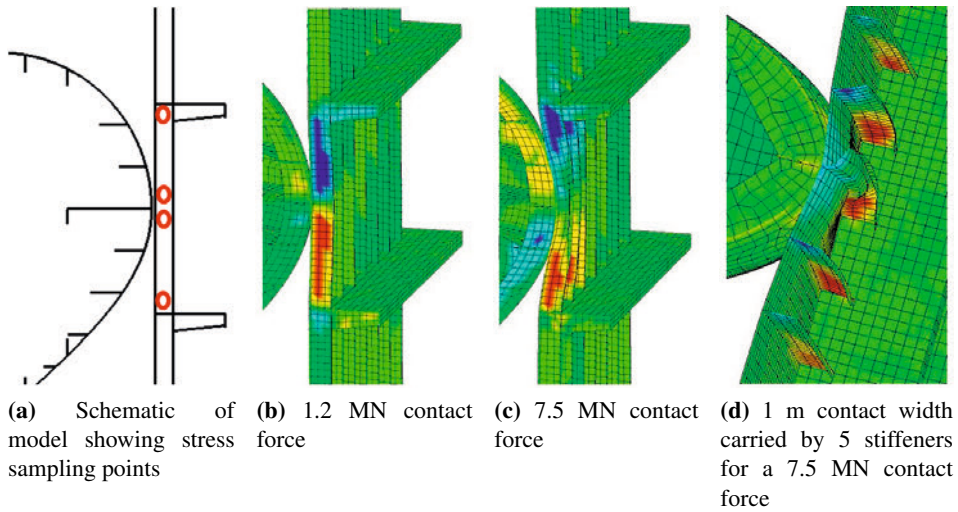 (a) Schematic of
model showing stress
sampling points
(b) 1.2 MN contact
force
(c) 7.5 MN contact
force
(d) 1 m contact width
carried by 5 stiffeners
for a 7.5 MN contact
force